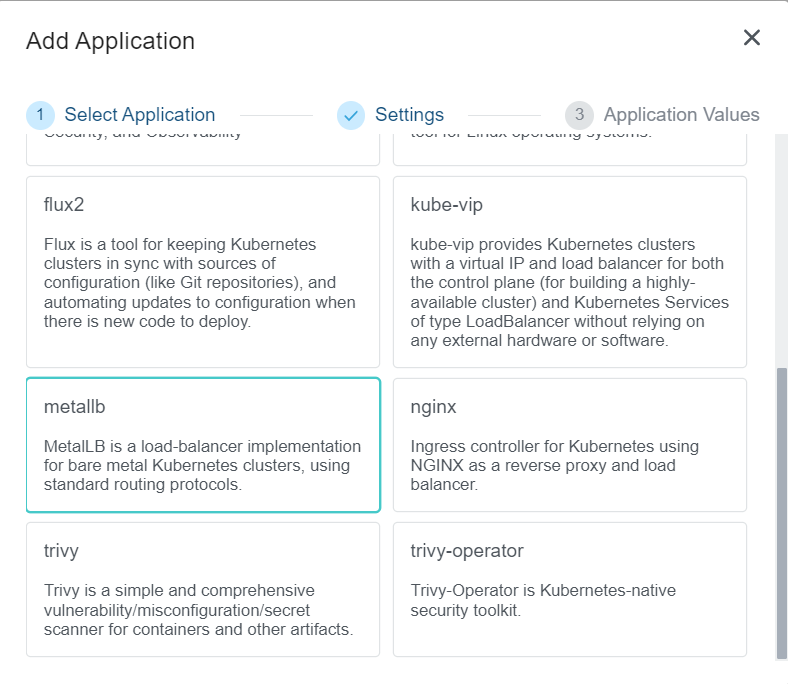 Add Application
1 Select Application
Settings
3 Application Values
Security, and Observability
tool for Linux operating systems.
flux2
Flux is a tool for keeping Kubernetes
clusters in sync with sources of
configuration (like Git repositories), and
automating updates to configuration when
there is new code to deploy.
kube-vip
kube-vip provides Kubernetes clusters
with a virtual IP and load balancer for both
the control plane (for building a highly-
available cluster) and Kubernetes Services
of type LoadBalancer without relying on
any external hardware or software.
metallb
MetalLB is a load-balancer implementation
for bare metal Kubernetes clusters, using
standard routing protocols.
nginx
Ingress controller for Kubernetes using
NGINX as a reverse proxy and load
balancer.
trivy
Trivy is a simple and comprehensive
vulnerability/misconfiguration/secret
scanner for containers and other artifacts.
trivy-operator
Trivy-Operator is Kubernetes-native
security toolkit.